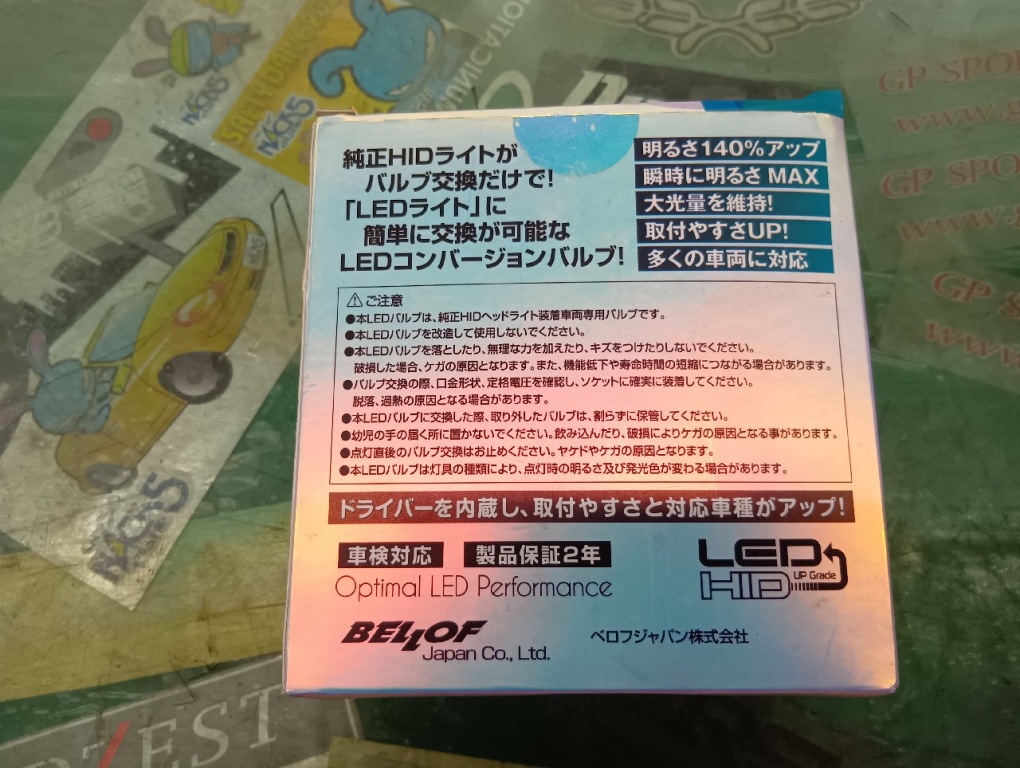 純正HIDライトが
バルブ交換だけで!
「LEDライト」に
簡単に交換が可能な
LEDコンバージョンバルブ!
明るさ140%アップ
瞬時に明るさ MAX
大光量を維持!
取付やすさUP!
多くの車両に対応
ご注意
●本LEDバルブは、純正HIDヘッドライト装着車両専用バルブです。
●本LEDバルブを改造して使用しないでください。
●本LEDバルブを落としたり、無理な力を加えたり、キズをつけたりしないでください。
破損した場合、ケガの原因となります。また、機能低下や寿命時間の短縮につながる場合があります。
●バルブ交換の際、口金形状、定格電圧を確認し、ソケットに確実に装着してください。
脱落、過熱の原因となる場合があります。
●本LEDバルブに交換した際、取り外したバルブは、割らずに保管してください。
●幼児の手の届く所に置かないでください。飲み込んだり、破損によりケガの原因となる事があります。
●点灯直後のバルブ交換はお止めください。ヤケドやケガの原因となります。
●本LEDバルブは灯具の種類により、点灯時の明るさ及び発光色が変わる場合があります。
ドライバーを内蔵し、取付やすさと対応車種がアップ!
車検対応
製品保証2年
Optimal LED Performance
LED
HID UP Grade
BELLOF
Japan Co., Ltd.
ベロフジャパン株式会社
GP SPO
www.g
GP SPO
www.
GP SPO
www.